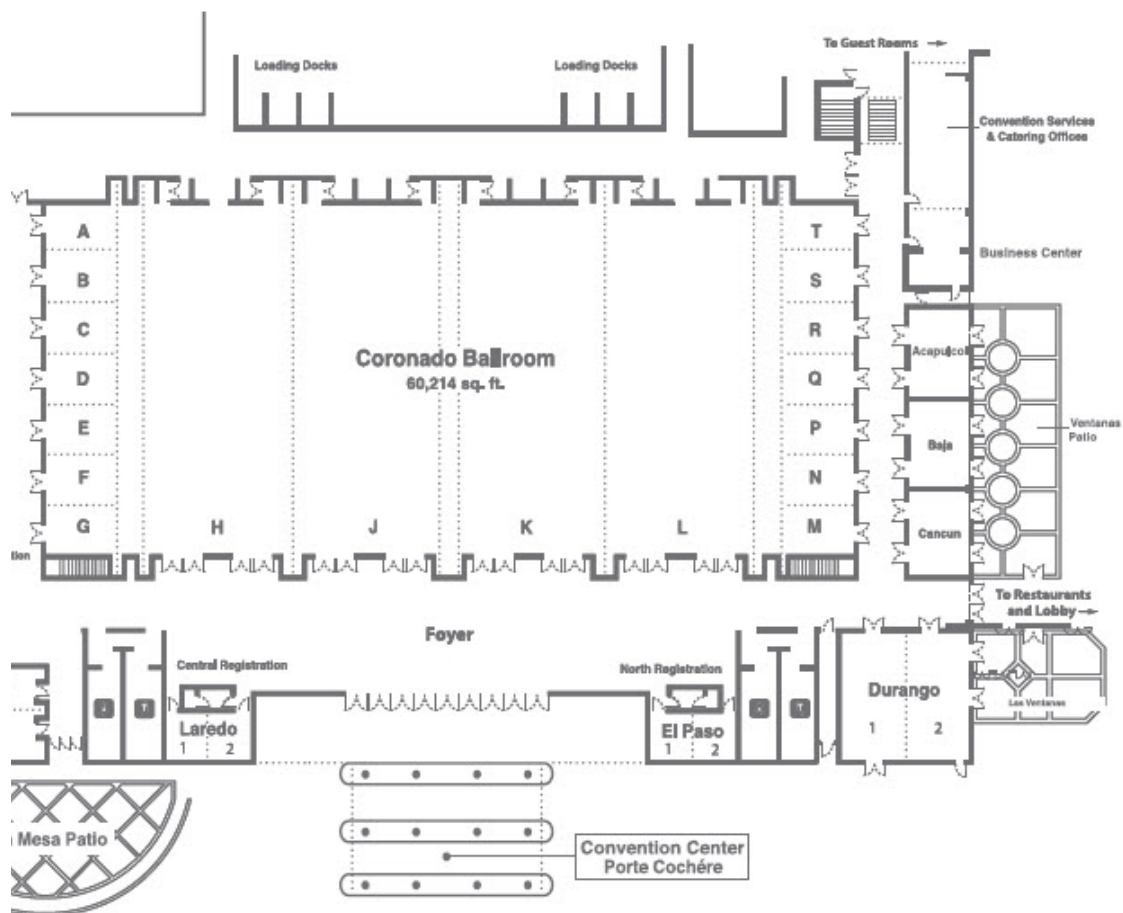 To Guest Rooms
Loading Docks
Loading Docks
Convention Services
& Catering Offices
A
T
B
S
Business Center
C
R
Coronado Ballroom
60,214 sq. ft.
Acapulco
D
Q
E
P
Baja
Ventanas
Patio
F
N
G
H
J
K
L
M
Cancun
tion
To Restaurants
and Lobby
Foyer
Central Registration
North Registration
Durango
1
2
Las Ventanas
Laredo
1
2
El Paso
1
2
Mesa Patio
Convention Center
Porte Cochére